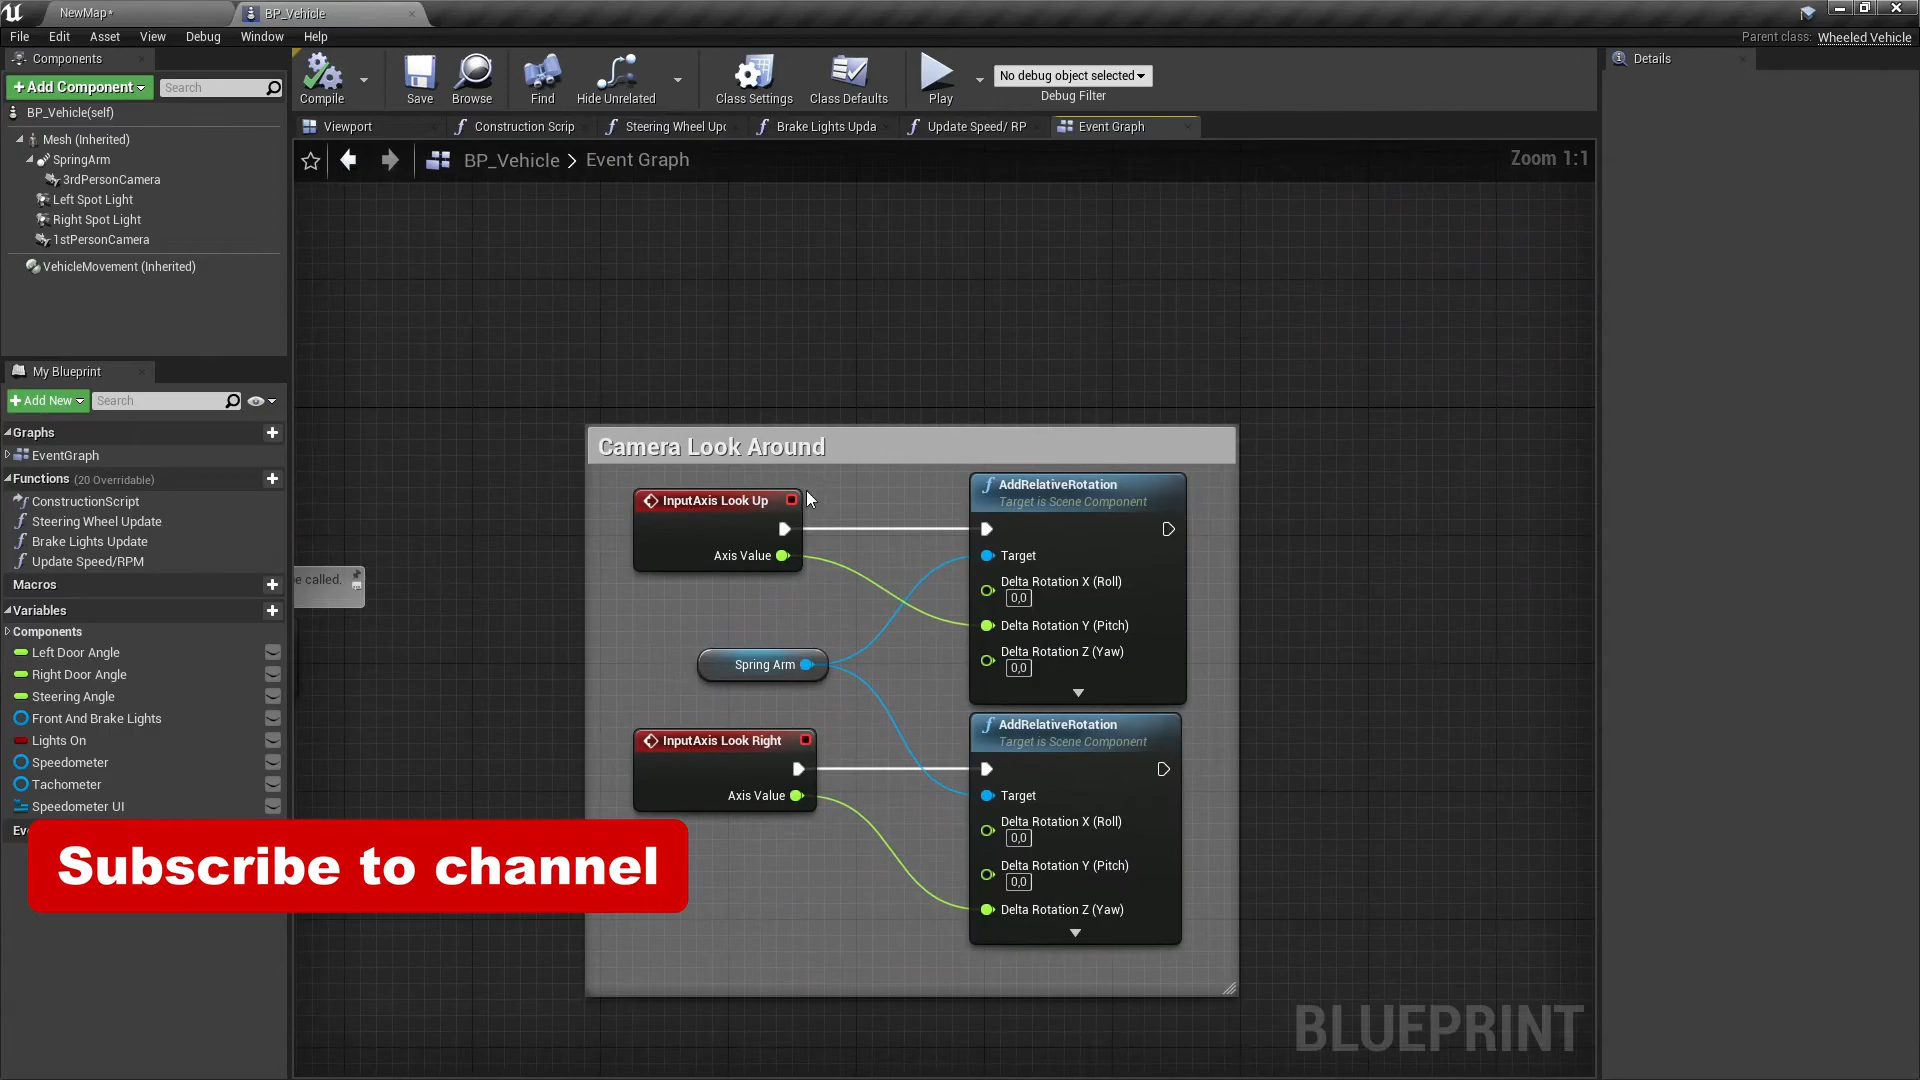 NewMap*
BP_Vehicle
File Edit Asset View Debug Window Help
Parent class: Wheeled Vehicle
Components
+ Add Component
Search
BP_Vehicle(self)
Mesh (Inherited)
SpringArm
3rdPersonCamera
Left Spot Light
Right Spot Light
1stPersonCamera
VehicleMovement (Inherited)
Compile
Save
Browse
Find
Hide Unrelated
Class Settings
Class Defaults
Play
No debug object selected
Debug Filter
Details
Viewport
Construction Scrip
Steering Wheel Upd
Brake Lights Upda
Update Speed/ RP
Event Graph
BP_Vehicle > Event Graph
Zoom 1:1
My Blueprint
+ Add New
Search
Graphs
EventGraph
Functions (20 Overridable)
ConstructionScript
Steering Wheel Update
Brake Lights Update
Update Speed/RPM
Macros
Variables
Components
Left Door Angle
Right Door Angle
Steering Angle
Front And Brake Lights
Lights On
Speedometer
Tachometer
Speedometer UI
Ev
e called.
Camera Look Around
InputAxis Look Up
Axis Value
AddRelativeRotation
Target is Scene Component
Target
Delta Rotation X (Roll)
0,0
Delta Rotation Y (Pitch)
Delta Rotation Z (Yaw)
0,0
Spring Arm
InputAxis Look Right
Axis Value
AddRelativeRotation
Target is Scene Component
Target
Delta Rotation X (Roll)
0,0
Delta Rotation Y (Pitch)
0,0
Delta Rotation Z (Yaw)
Subscribe to channel
BLUEPRINT